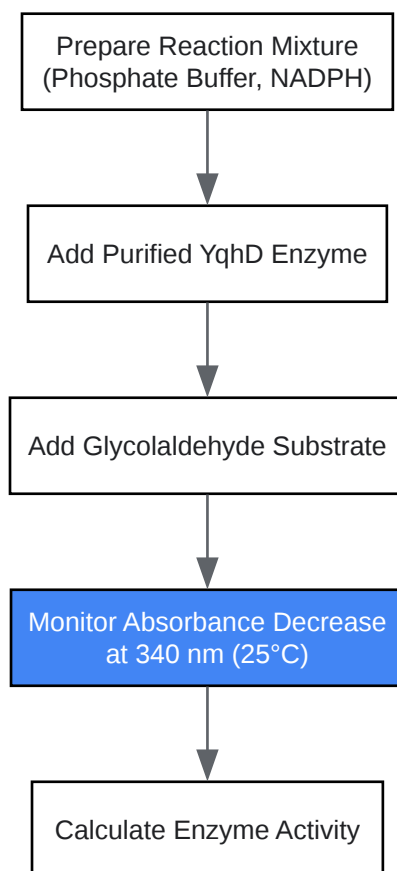 Prepare Reaction Mixture
(Phosphate Buffer, NADPH)
Add Purified YqhD Enzyme
Add Glycolaldehyde Substrate
Monitor Absorbance Decrease
at 340 nm (25°C)
Calculate Enzyme Activity